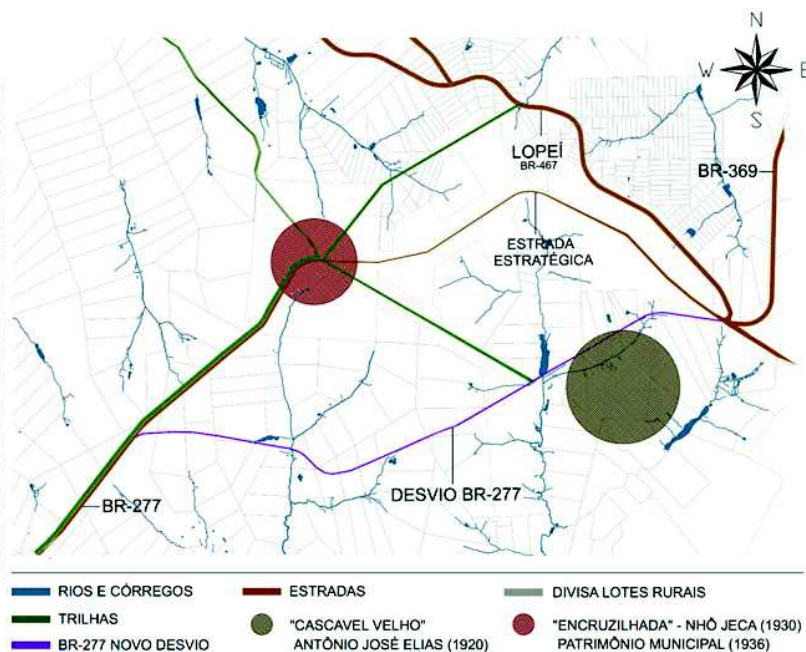 N
W E
S
LOPEÍ
BR-467
BR-369
ESTRADA
ESTRATÉGICA
DESVIO BR-277
BR-277
RIOS E CÓRREGOS
ESTRADAS
DIVISA LOTES RURAIS
TRILHAS
"CASCAVEL VELHO"
ANTÔNIO JOSÉ ELIAS (1920)
"ENCRUZILHADA" - NHÔ JECA (1930)
PATRIMÔNIO MUNICIPAL (1936)
BR-277 NOVO DESVIO